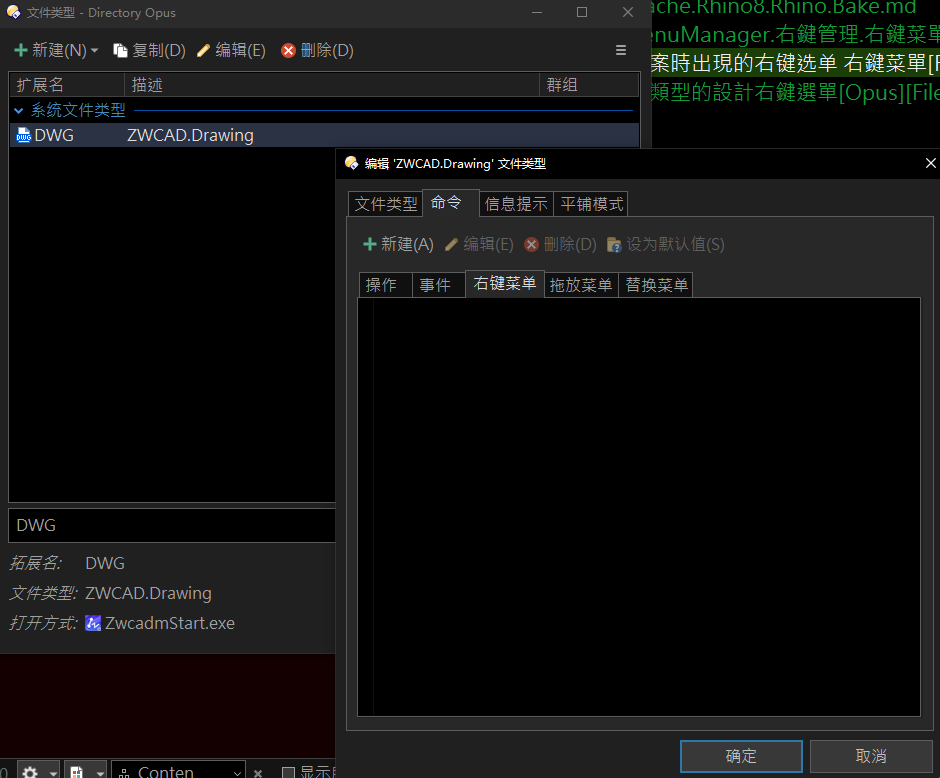 文件类型 - Directory Opus
ache.Rhino8.Rhino.Bake.md
新建(N) 复制(D) 编辑(E) 删除(D)
enuManager.右鍵管理.右鍵菜單
案時出現的右键选单 右鍵菜單[F
扩展名 描述 群组
類型的設計右鍵選單[Opus][File
系统文件类型
DWG ZWCAD.Drawing
编辑 'ZWCAD.Drawing' 文件类型
文件类型 命令 信息提示 平铺模式
新建(A) 编辑(E) 删除(D) 设为默认值(S)
操作 事件 右键菜单 拖放菜单 替换菜单
DWG
拓展名: DWG
文件类型: ZWCAD.Drawing
打开方式: ZwcadmStart.exe
确定 取消
Conten 显示